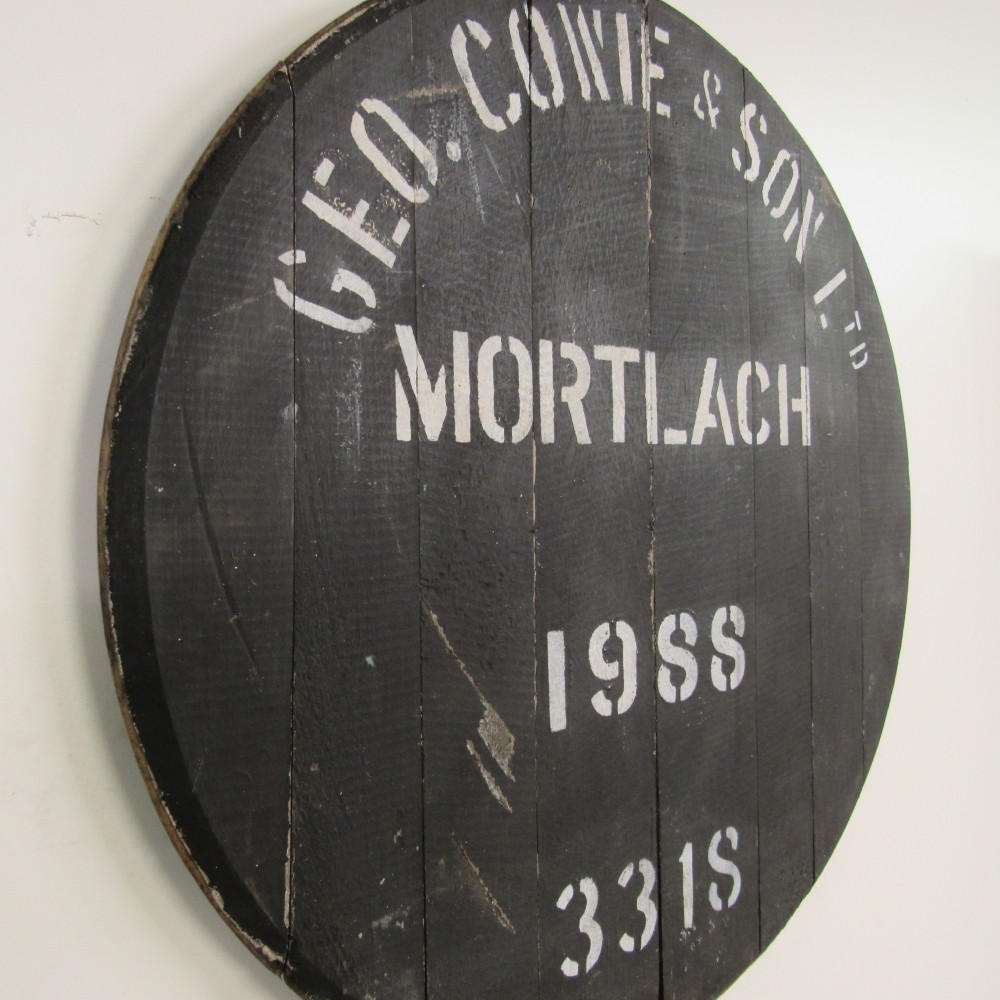 GEO. COWIE & SON LTD
MORTLACH
1988
3318